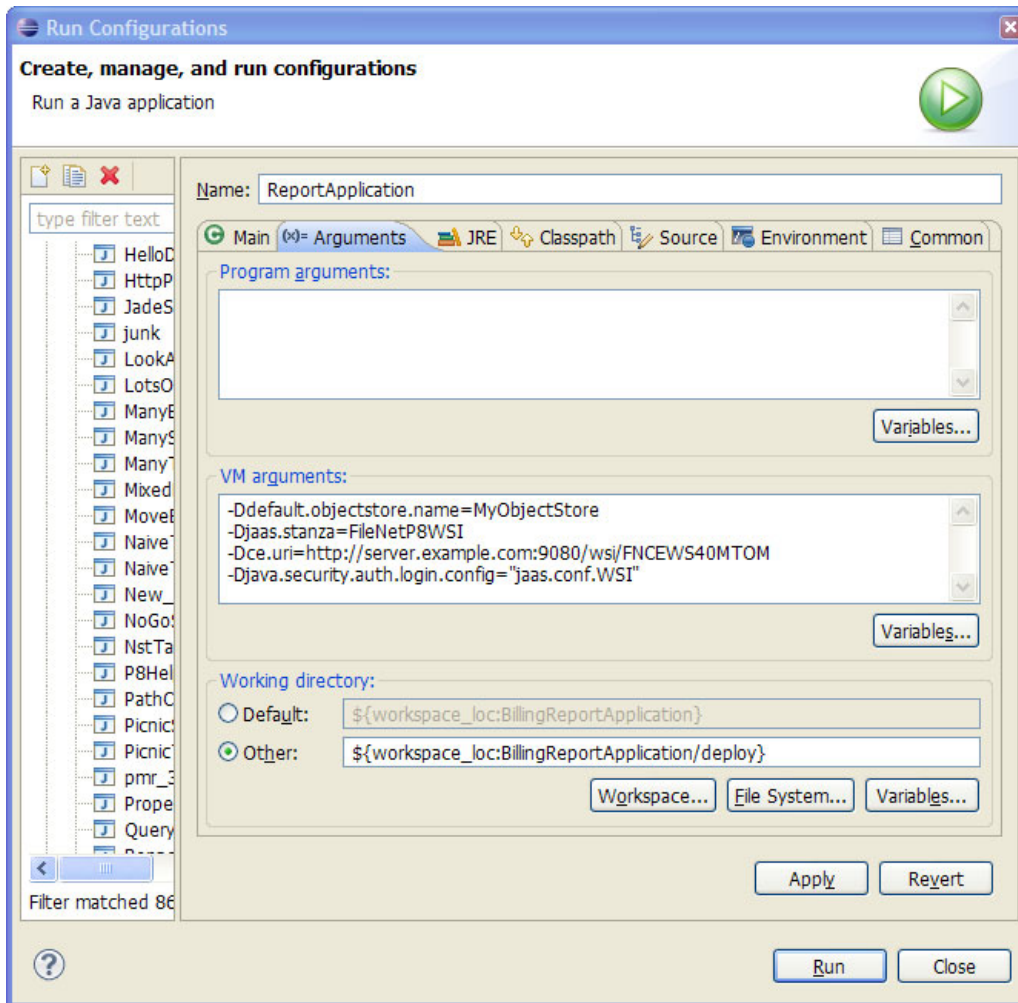 Run Configurations
Create, manage, and run configurations
Run a Java application
type filter text
HelloD
HttpP
JadeS
junk
LookA
LotsO
ManyE
ManyS
ManyT
Mixed
MoveE
NaiveT
NaiveT
New_
NoGoS
NstTa
P8Hel
PathC
PicnicS
PicnicT
pmr_3
Prope
Query
Filter matched 86
Name: ReportApplication
Main (x)= Arguments JRE Classpath Source Environment Common
Program arguments:
Variables...
VM arguments:
-Ddefault.objectstore.name=MyObjectStore
-Djaas.stanza=FileNetP8WSI
-Dce.uri=http://server.example.com:9080/wsi/FNCEWS40MTOM
-Djava.security.auth.login.config="jaas.conf.WSI"
Variables...
Working directory:
Default: ${workspace_loc:BillingReportApplication}
Other: ${workspace_loc:BillingReportApplication/deploy}
Workspace... File System... Variables...
Apply Revert
? Run Close